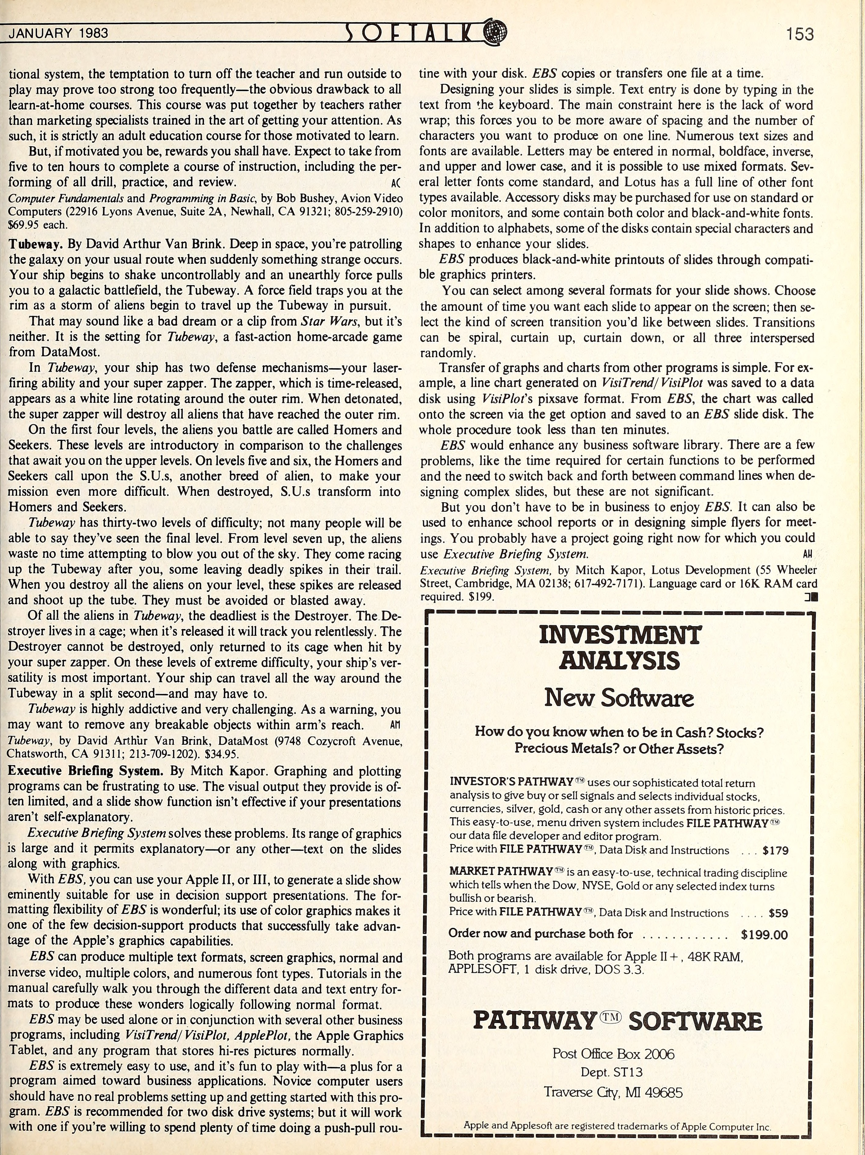 JANUARY 1983
SOFTALK
153
tional system, the temptation to turn off the teacher and run outside to
play may prove too strong too frequently—the obvious drawback to all
learn-at-home courses. This course was put together by teachers rather
than marketing specialists trained in the art of getting your attention. As
such, it is strictly an adult education course for those motivated to learn.
But, if motivated you be, rewards you shall have. Expect to take from
five to ten hours to complete a course of instruction, including the per-
forming of all drill, practice, and review. AC
Computer Fundamentals and Programming in Basic, by Bob Bushey, Avion Video
Computers (22916 Lyons Avenue, Suite 2A, Newhall, CA 91321; 805-259-2910)
$69.95 each.
Tubeway. By David Arthur Van Brink. Deep in space, you're patrolling
the galaxy on your usual route when suddenly something strange occurs.
Your ship begins to shake uncontrollably and an unearthly force pulls
you to a galactic battlefield, the Tubeway. A force field traps you at the
rim as a storm of aliens begin to travel up the Tubeway in pursuit.
That may sound like a bad dream or a clip from Star Wars, but it's
neither. It is the setting for Tubeway, a fast-action home-arcade game
from DataMost.
In Tubeway, your ship has two defense mechanisms—your laser-
firing ability and your super zapper. The zapper, which is time-released,
appears as a white line rotating around the outer rim. When detonated,
the super zapper will destroy all aliens that have reached the outer rim.
On the first four levels, the aliens you battle are called Homers and
Seekers. These levels are introductory in comparison to the challenges
that await you on the upper levels. On levels five and six, the Homers and
Seekers call upon the S.U.s, another breed of alien, to make your
mission even more difficult. When destroyed, S.U.s transform into
Homers and Seekers.
Tubeway has thirty-two levels of difficulty; not many people will be
able to say they've seen the final level. From level seven up, the aliens
waste no time attempting to blow you out of the sky. They come racing
up the Tubeway after you, some leaving deadly spikes in their trail.
When you destroy all the aliens on your level, these spikes are released
and shoot up the tube. They must be avoided or blasted away.
Of all the aliens in Tubeway, the deadliest is the Destroyer. The De-
stroyer lives in a cage; when it's released it will track you relentlessly. The
Destroyer cannot be destroyed, only returned to its cage when hit by
your super zapper. On these levels of extreme difficulty, your ship's ver-
satility is most important. Your ship can travel all the way around the
Tubeway in a split second—and may have to.
Tubeway is highly addictive and very challenging. As a warning, you
may want to remove any breakable objects within arm's reach. AM
Tubeway, by David Arthur Van Brink, DataMost (9748 Cozycroft Avenue,
Chatsworth, CA 91311; 213-709-1202). $34.95.
Executive Briefing System. By Mitch Kapor. Graphing and plotting
programs can be frustrating to use. The visual output they provide is of-
ten limited, and a slide show function isn't effective if your presentations
aren't self-explanatory.
Executive Briefing System solves these problems. Its range of graphics
is large and it permits explanatory—or any other—text on the slides
along with graphics.
With EBS, you can use your Apple II, or III, to generate a slide show
eminently suitable for use in decision support presentations. The for-
matting flexibility of EBS is wonderful; its use of color graphics makes it
one of the few decision-support products that successfully take advan-
tage of the Apple's graphics capabilities.
EBS can produce multiple text formats, screen graphics, normal and
inverse video, multiple colors, and numerous font types. Tutorials in the
manual carefully walk you through the different data and text entry for-
mats to produce these wonders logically following normal format.
EBS may be used alone or in conjunction with several other business
programs, including VisiTrend/VisiPlot, ApplePlot, the Apple Graphics
Tablet, and any program that stores hi-res pictures normally.
EBS is extremely easy to use, and it's fun to play with—a plus for a
program aimed toward business applications. Novice computer users
should have no real problems setting up and getting started with this pro-
gram. EBS is recommended for two disk drive systems; but it will work
with one if you're willing to spend plenty of time doing a push-pull rou-
tine with your disk. EBS copies or transfers one file at a time.
Designing your slides is simple. Text entry is done by typing in the
text from the keyboard. The main constraint here is the lack of word
wrap; this forces you to be more aware of spacing and the number of
characters you want to produce on one line. Numerous text sizes and
fonts are available. Letters may be entered in normal, boldface, inverse,
and upper and lower case, and it is possible to use mixed formats. Sev-
eral letter fonts come standard, and Lotus has a full line of other font
types available. Accessory disks may be purchased for use on standard or
color monitors, and some contain both color and black-and-white fonts.
In addition to alphabets, some of the disks contain special characters and
shapes to enhance your slides.
EBS produces black-and-white printouts of slides through compati-
ble graphics printers.
You can select among several formats for your slide shows. Choose
the amount of time you want each slide to appear on the screen; then se-
lect the kind of screen transition you'd like between slides. Transitions
can be spiral, curtain up, curtain down, or all three interspersed
randomly.
Transfer of graphs and charts from other programs is simple. For ex-
ample, a line chart generated on VisiTrend/VisiPlot was saved to a data
disk using VisiPlot's pixsave format. From EBS, the chart was called
onto the screen via the get option and saved to an EBS slide disk. The
whole procedure took less than ten minutes.
EBS would enhance any business software library. There are a few
problems, like the time required for certain functions to be performed
and the need to switch back and forth between command lines when de-
signing complex slides, but these are not significant.
But you don't have to be in business to enjoy EBS. It can also be
used to enhance school reports or in designing simple flyers for meet-
ings. You probably have a project going right now for which you could
use Executive Briefing System. AH
Executive Briefing System, by Mitch Kapor, Lotus Development (55 Wheeler
Street, Cambridge, MA 02138; 617-492-7171). Language card or 16K RAM card
required. $199.
INVESTMENT
ANALYSIS
New Software
How do you know when to be in Cash? Stocks?
Precious Metals? or Other Assets?
INVESTOR'S PATHWAY™ uses our sophisticated total return
analysis to give buy or sell signals and selects individual stocks,
currencies, silver, gold, cash or any other assets from historic prices.
This easy-to-use, menu driven system includes FILE PATHWAY™
our data file developer and editor program.
Price with FILE PATHWAY™, Data Disk and Instructions ... $179
MARKET PATHWAY™ is an easy-to-use, technical trading discipline
which tells when the Dow, NYSE, Gold or any selected index turns
bullish or bearish.
Price with FILE PATHWAY™, Data Disk and Instructions .... $59
Order now and purchase both for ............ $199.00
Both programs are available for Apple II+, 48K RAM,
APPLESOFT, 1 disk drive, DOS 3.3.
PATHWAY™ SOFTWARE
Post Office Box 2006
Dept. ST13
Traverse City, MI 49685
Apple and Applesoft are registered trademarks of Apple Computer Inc.